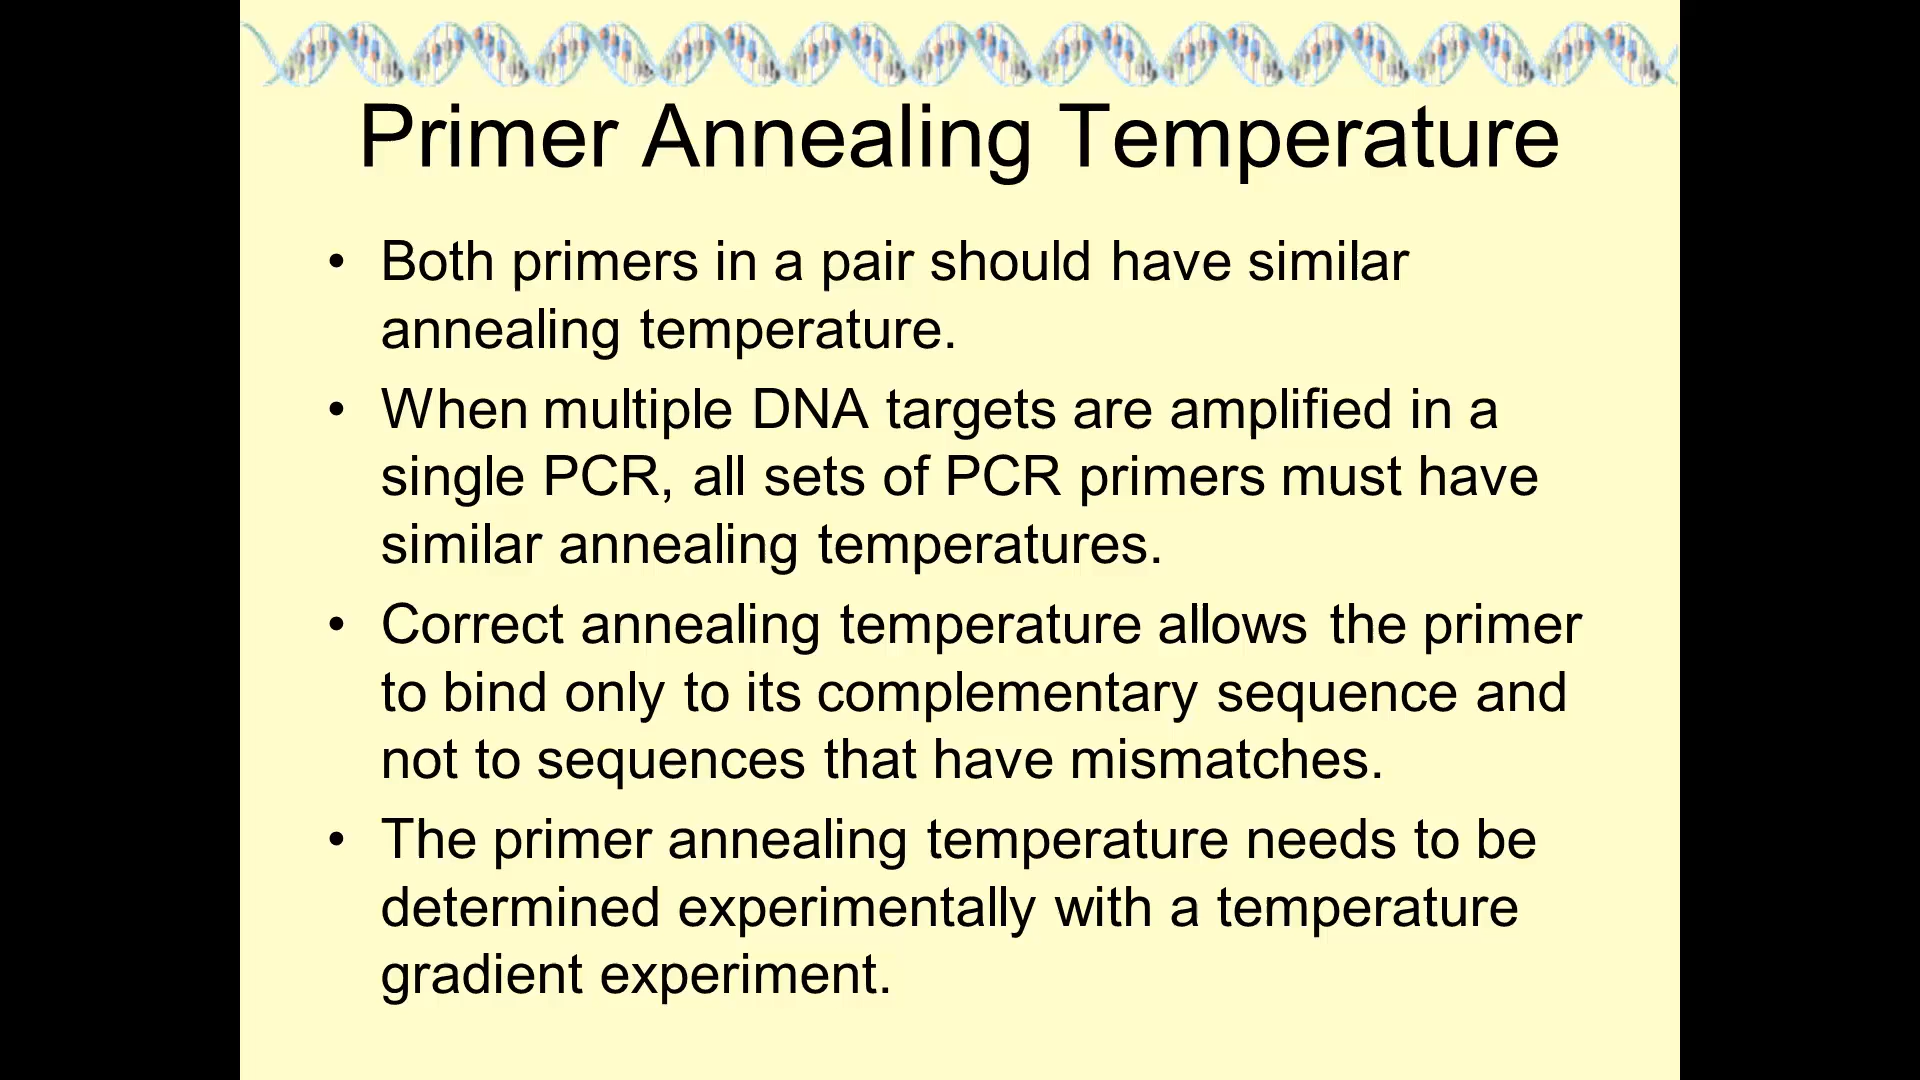 Primer Annealing Temperature
• Both primers in a pair should have similar
annealing temperature.
• When multiple DNA targets are amplified in a
single PCR, all sets of PCR primers must have
similar annealing temperatures.
• Correct annealing temperature allows the primer
to bind only to its complementary sequence and
not to sequences that have mismatches.
• The primer annealing temperature needs to be
determined experimentally with a temperature
gradient experiment.